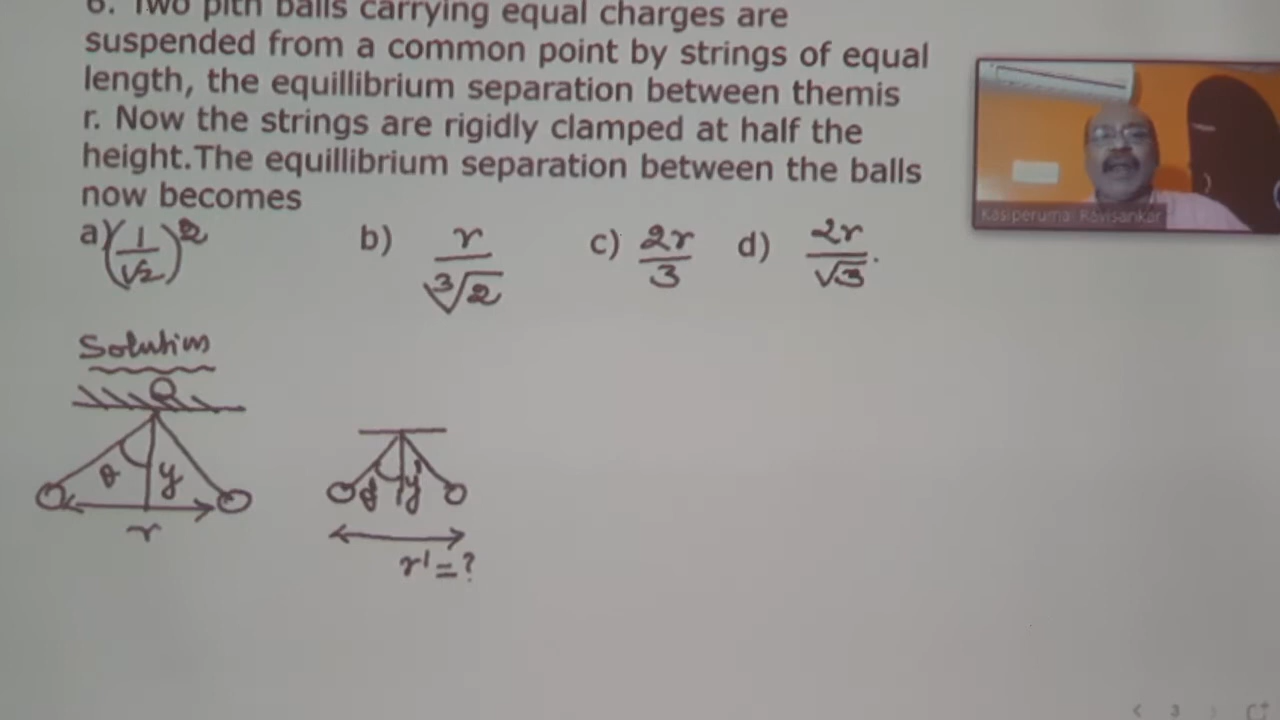 6. Two pith balls carrying equal charges are
suspended from a common point by strings of equal
length, the equillibrium separation between themis
r. Now the strings are rigidly clamped at half the
height.The equillibrium separation between the balls
now becomes
a) (1/√2)² b) r/∛2 c) 2r/3 d) 2r/√3.
Solution
θ y
r
y'
r' = ?
Kasiperumal Ravisankar